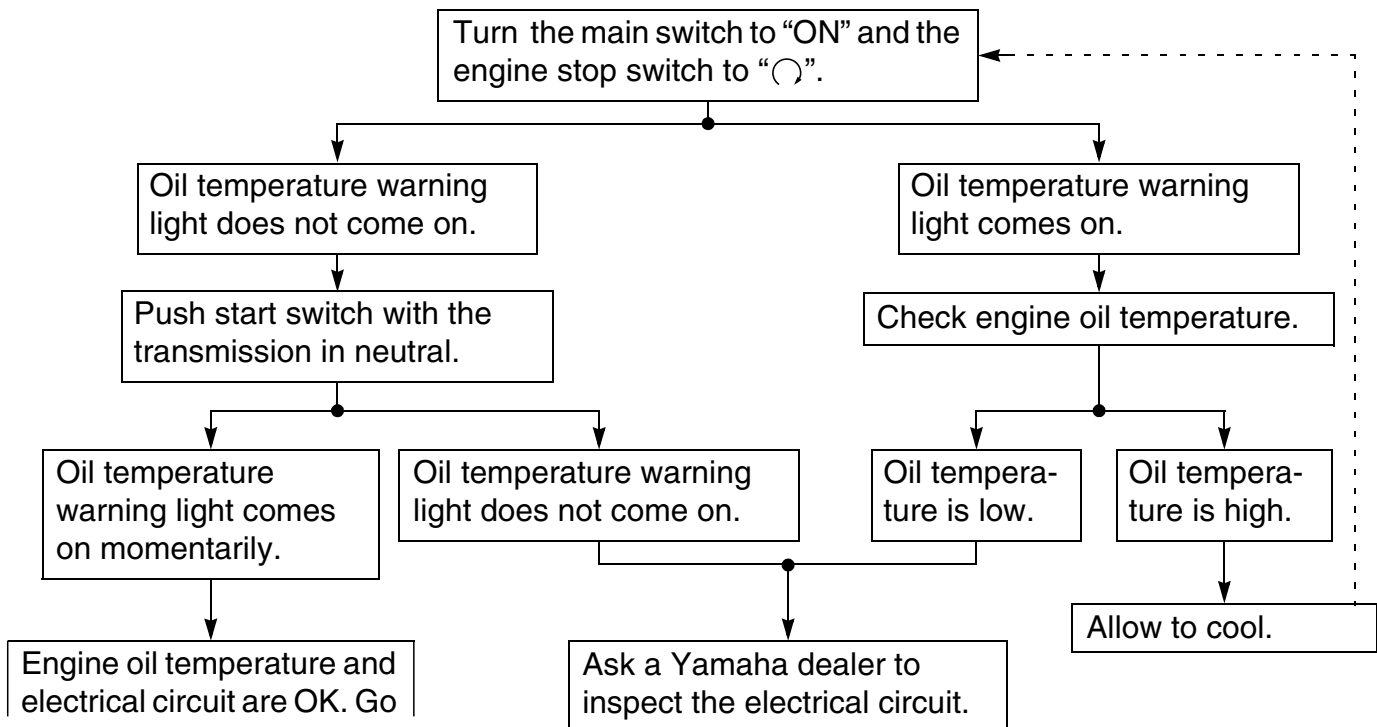 Turn the main switch to “ON” and the
engine stop switch to “”.
Oil temperature warning
light does not come on.
Oil temperature warning
light comes on.
Push start switch with the
transmission in neutral.
Check engine oil temperature.
Oil temperature
warning light comes
on momentarily.
Oil temperature warning
light does not come on.
Oil tempera-
ture is low.
Oil tempera-
ture is high.
Allow to cool.
Engine oil temperature and
electrical circuit are OK. Go
Ask a Yamaha dealer to
inspect the electrical circuit.